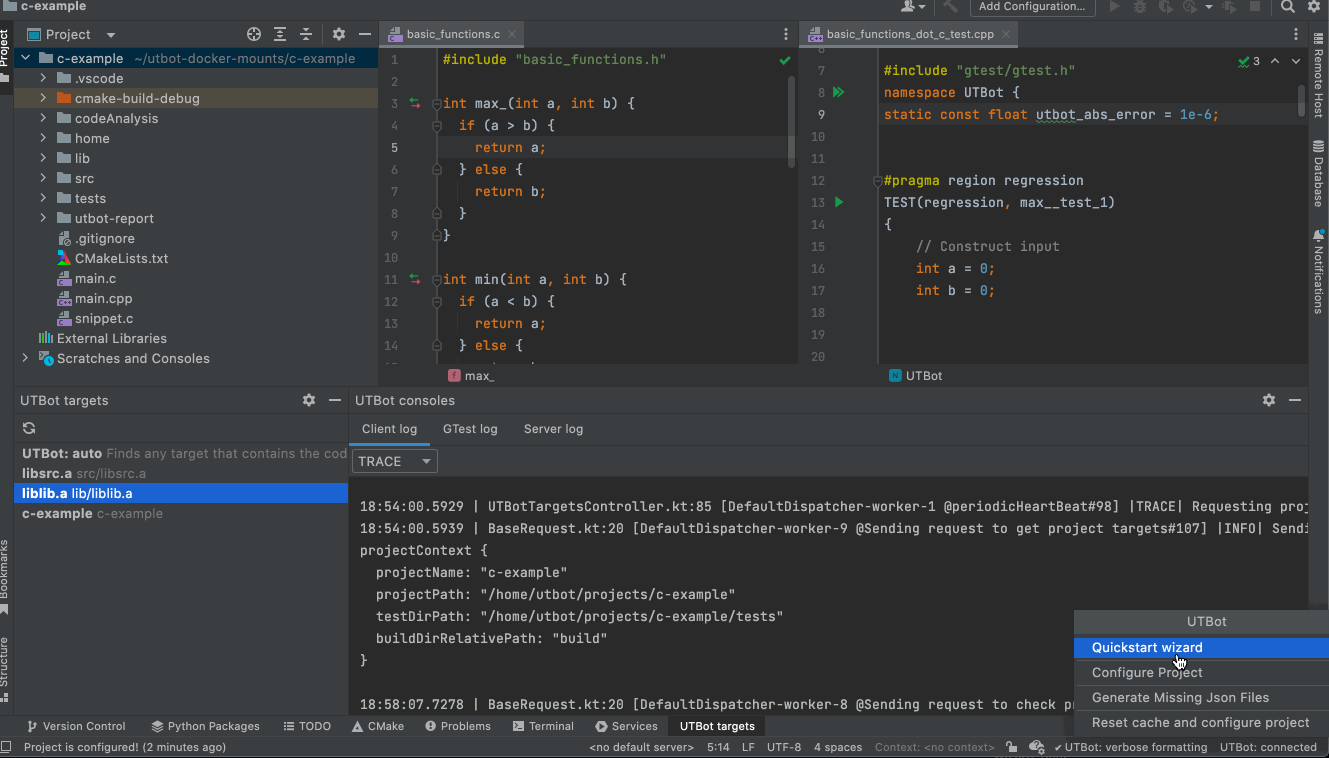 c-example
Add Configuration...
Project
Project
c-example ~/utbot-docker-mounts/c-example
.vscode
cmake-build-debug
codeAnalysis
home
lib
src
tests
utbot-report
.gitignore
CMakeLists.txt
main.c
main.cpp
snippet.c
External Libraries
Scratches and Consoles
basic_functions.c
1 #include "basic_functions.h"
2
3 int max_(int a, int b) {
4 if (a > b) {
5 return a;
6 } else {
7 return b;
8 }
9 }
10
11 int min(int a, int b) {
12 if (a < b) {
13 return a;
14 } else {
max_
basic_functions_dot_c_test.cpp
3
7 #include "gtest/gtest.h"
8 namespace UTBot {
9 static const float utbot_abs_error = 1e-6;
10
11
12 #pragma region regression
13 TEST(regression, max__test_1)
14 {
15 // Construct input
16 int a = 0;
17 int b = 0;
18
19
20
UTBot
Remote Host
Database
Notifications
UTBot targets
UTBot: auto Finds any target that contains the cod
libsrc.a src/libsrc.a
liblib.a lib/liblib.a
c-example c-example
Bookmarks
Structure
UTBot consoles
Client log GTest log Server log
TRACE
18:54:00.5929 | UTBotTargetsController.kt:85 [DefaultDispatcher-worker-1 @periodicHeartBeat#98] |TRACE| Requesting proj
18:54:00.5939 | BaseRequest.kt:20 [DefaultDispatcher-worker-9 @Sending request to get project targets#107] |INFO| Sendi
projectContext {
projectName: "c-example"
projectPath: "/home/utbot/projects/c-example"
testDirPath: "/home/utbot/projects/c-example/tests"
buildDirRelativePath: "build"
}
18:58:07.7278 | BaseRequest.kt:20 [DefaultDispatcher-worker-8 @Sending request to check p
UTBot
Quickstart wizard
Configure Project
Generate Missing Json Files
Reset cache and configure project
Version Control Python Packages TODO CMake Problems Terminal Services UTBot targets
Project is configured! (2 minutes ago) <no default server> 5:14 LF UTF-8 4 spaces Context: <no context> ✔ UTBot: verbose formatting UTBot: connected